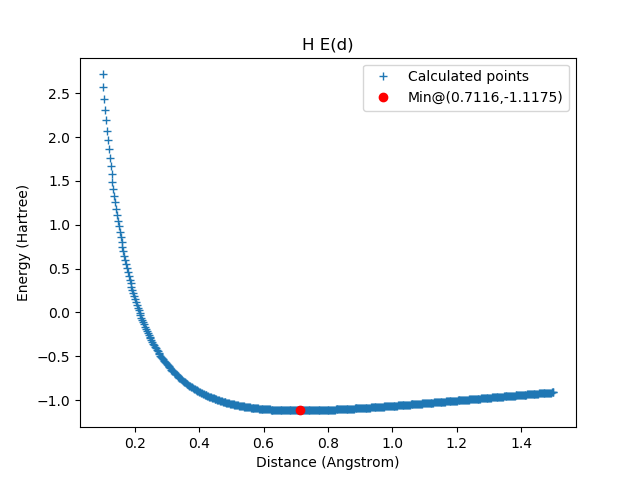 H E(d)
Calculated points
Min@(0.7116,-1.1175)
Energy (Hartree)
2.5
2.0
1.5
1.0
0.5
0.0
−0.5
−1.0
0.2 0.4 0.6 0.8 1.0 1.2 1.4
Distance (Angstrom)